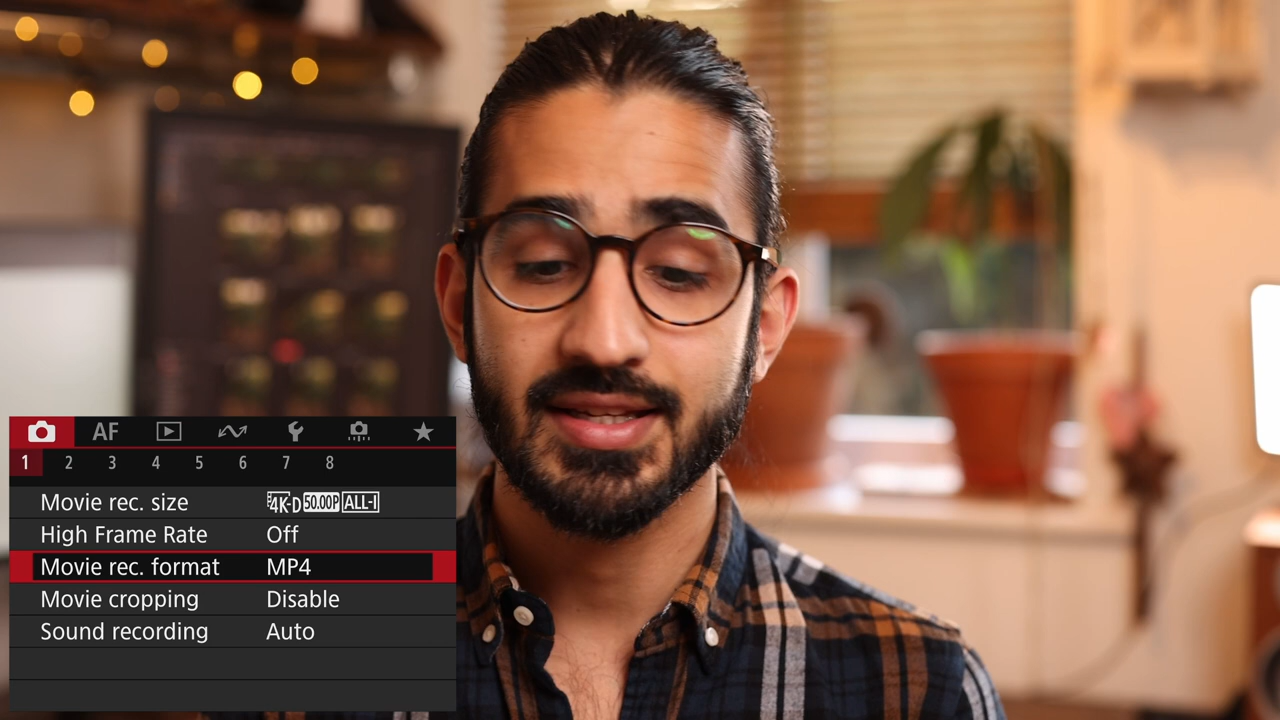 AF
1 2 3 4 5 6 7 8
Movie rec. size 4K-D 50.00P ALL-I
High Frame Rate Off
Movie rec. format MP4
Movie cropping Disable
Sound recording Auto